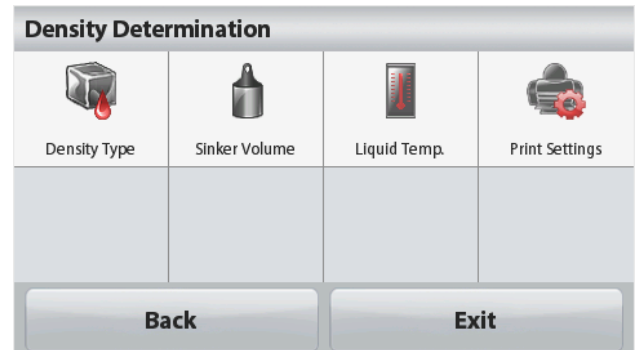 Density Determination
Density Type Sinker Volume Liquid Temp. Print Settings
Back Exit